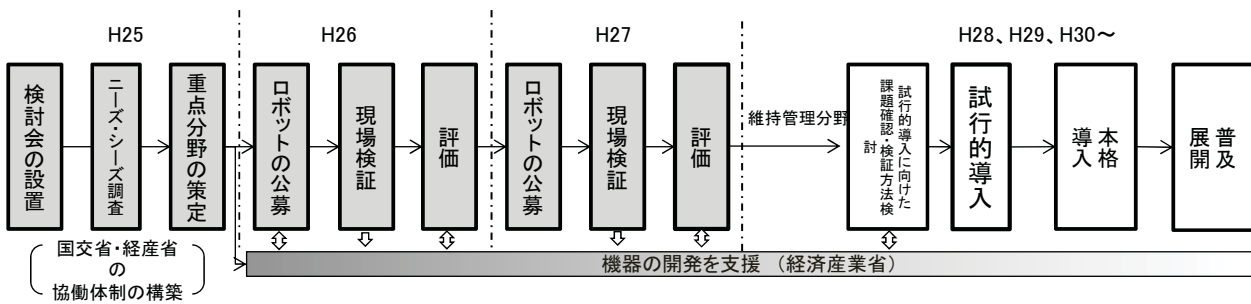 H25
H26
H27
H28、H29、H30～
検討会の設置
ニーズ・シーズ調査
重点分野の策定
ロボットの公募
現場検証
評価
ロボットの公募
現場検証
評価
維持管理分野
試行的導入に向けた
課題確認・検証方法検
討
試行的導入
本格
導入
普及
展開
国交省・経産省
の
協働体制の構築
機器の開発を支援 （経済産業省）